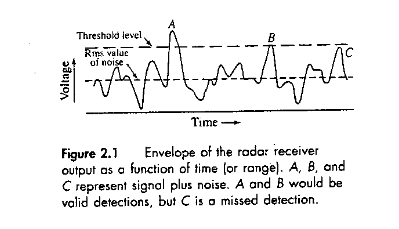 A
Threshold level
B
Rms value
of noise
C
Voltage
Time
Figure 2.1 Envelope of the radar receiver
output as a function of time (or range). A, B, and
C represent signal plus noise. A and B would be
valid detections, but C is a missed detection.